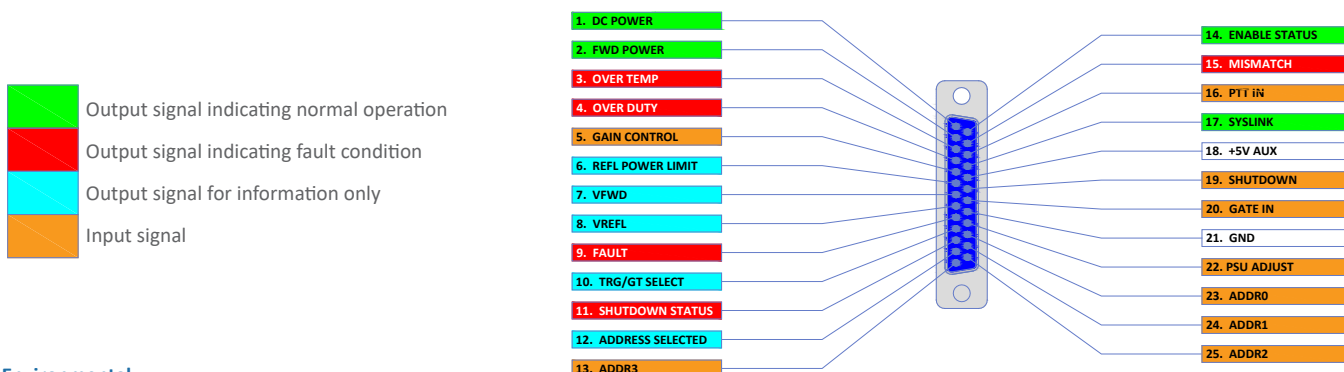 Output signal indicating normal operation
Output signal indicating fault condition
Output signal for information only
Input signal
1. DC POWER
2. FWD POWER
3. OVER TEMP
4. OVER DUTY
5. GAIN CONTROL
6. REFL POWER LIMIT
7. VFWD
8. VREFL
9. FAULT
10. TRG/GT SELECT
11. SHUTDOWN STATUS
12. ADDRESS SELECTED
13. ADDR3
14. ENABLE STATUS
15. MISMATCH
16. PTT iN
17. SYSLINK
18. +5V AUX
19. SHUTDOWN
20. GATE IN
21. GND
22. PSU ADJUST
23. ADDR0
24. ADDR1
25. ADDR2